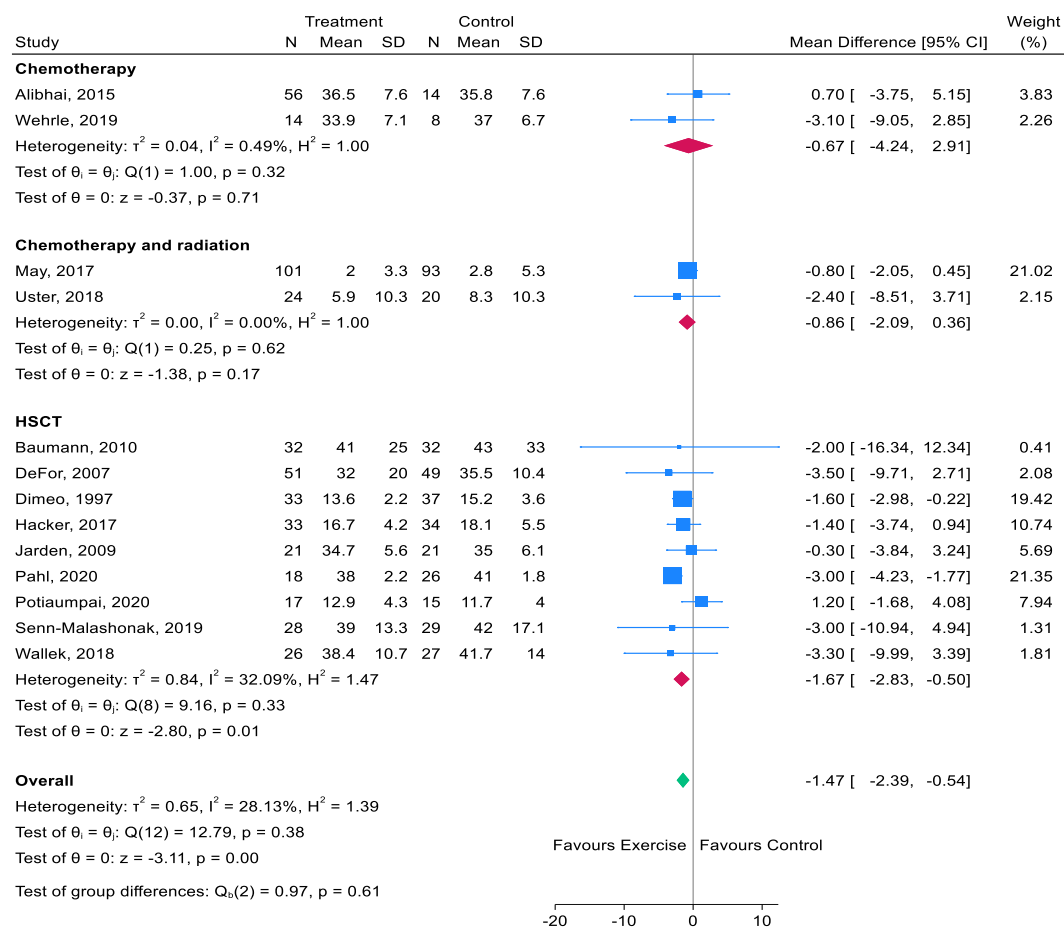 Treatment Control Weight
Study N Mean SD N Mean SD Mean Difference [95% CI] (%)
Chemotherapy
Alibhai, 2015 56 36.5 7.6 14 35.8 7.6 0.70 [ -3.75, 5.15] 3.83
Wehrle, 2019 14 33.9 7.1 8 37 6.7 -3.10 [ -9.05, 2.85] 2.26
Heterogeneity: τ² = 0.04, I² = 0.49%, H² = 1.00 -0.67 [ -4.24, 2.91]
Test of θᵢ = θⱼ: Q(1) = 1.00, p = 0.32
Test of θ = 0: z = -0.37, p = 0.71
Chemotherapy and radiation
May, 2017 101 2 3.3 93 2.8 5.3 -0.80 [ -2.05, 0.45] 21.02
Uster, 2018 24 5.9 10.3 20 8.3 10.3 -2.40 [ -8.51, 3.71] 2.15
Heterogeneity: τ² = 0.00, I² = 0.00%, H² = 1.00 -0.86 [ -2.09, 0.36]
Test of θᵢ = θⱼ: Q(1) = 0.25, p = 0.62
Test of θ = 0: z = -1.38, p = 0.17
HSCT
Baumann, 2010 32 41 25 32 43 33 -2.00 [ -16.34, 12.34] 0.41
DeFor, 2007 51 32 20 49 35.5 10.4 -3.50 [ -9.71, 2.71] 2.08
Dimeo, 1997 33 13.6 2.2 37 15.2 3.6 -1.60 [ -2.98, -0.22] 19.42
Hacker, 2017 33 16.7 4.2 34 18.1 5.5 -1.40 [ -3.74, 0.94] 10.74
Jarden, 2009 21 34.7 5.6 21 35 6.1 -0.30 [ -3.84, 3.24] 5.69
Pahl, 2020 18 38 2.2 26 41 1.8 -3.00 [ -4.23, -1.77] 21.35
Potiaumpai, 2020 17 12.9 4.3 15 11.7 4 1.20 [ -1.68, 4.08] 7.94
Senn-Malashonak, 2019 28 39 13.3 29 42 17.1 -3.00 [ -10.94, 4.94] 1.31
Wallek, 2018 26 38.4 10.7 27 41.7 14 -3.30 [ -9.99, 3.39] 1.81
Heterogeneity: τ² = 0.84, I² = 32.09%, H² = 1.47 -1.67 [ -2.83, -0.50]
Test of θᵢ = θⱼ: Q(8) = 9.16, p = 0.33
Test of θ = 0: z = -2.80, p = 0.01
Overall -1.47 [ -2.39, -0.54]
Heterogeneity: τ² = 0.65, I² = 28.13%, H² = 1.39
Test of θᵢ = θⱼ: Q(12) = 12.79, p = 0.38
Favours Exercise Favours Control
Test of θ = 0: z = -3.11, p = 0.00
Test of group differences: Q_b(2) = 0.97, p = 0.61
-20 -10 0 10